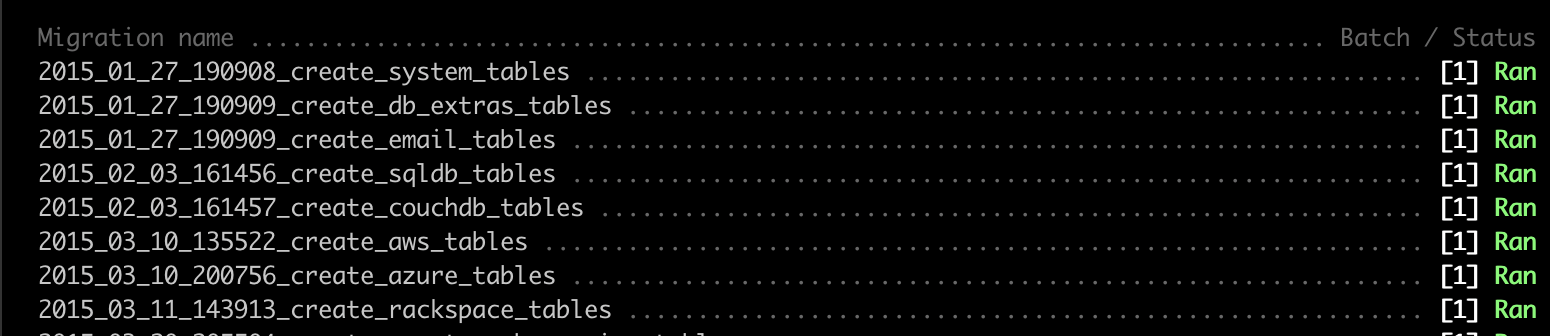 Migration name ............................................................................. Batch / Status
2015_01_27_190908_create_system_tables ............................................................ [1] Ran
2015_01_27_190909_create_db_extras_tables ......................................................... [1] Ran
2015_01_27_190909_create_email_tables ............................................................. [1] Ran
2015_02_03_161456_create_sqldb_tables ............................................................. [1] Ran
2015_02_03_161457_create_couchdb_tables ........................................................... [1] Ran
2015_03_10_135522_create_aws_tables ............................................................... [1] Ran
2015_03_10_200756_create_azure_tables ............................................................. [1] Ran
2015_03_11_143913_create_rackspace_tables ......................................................... [1] Ran